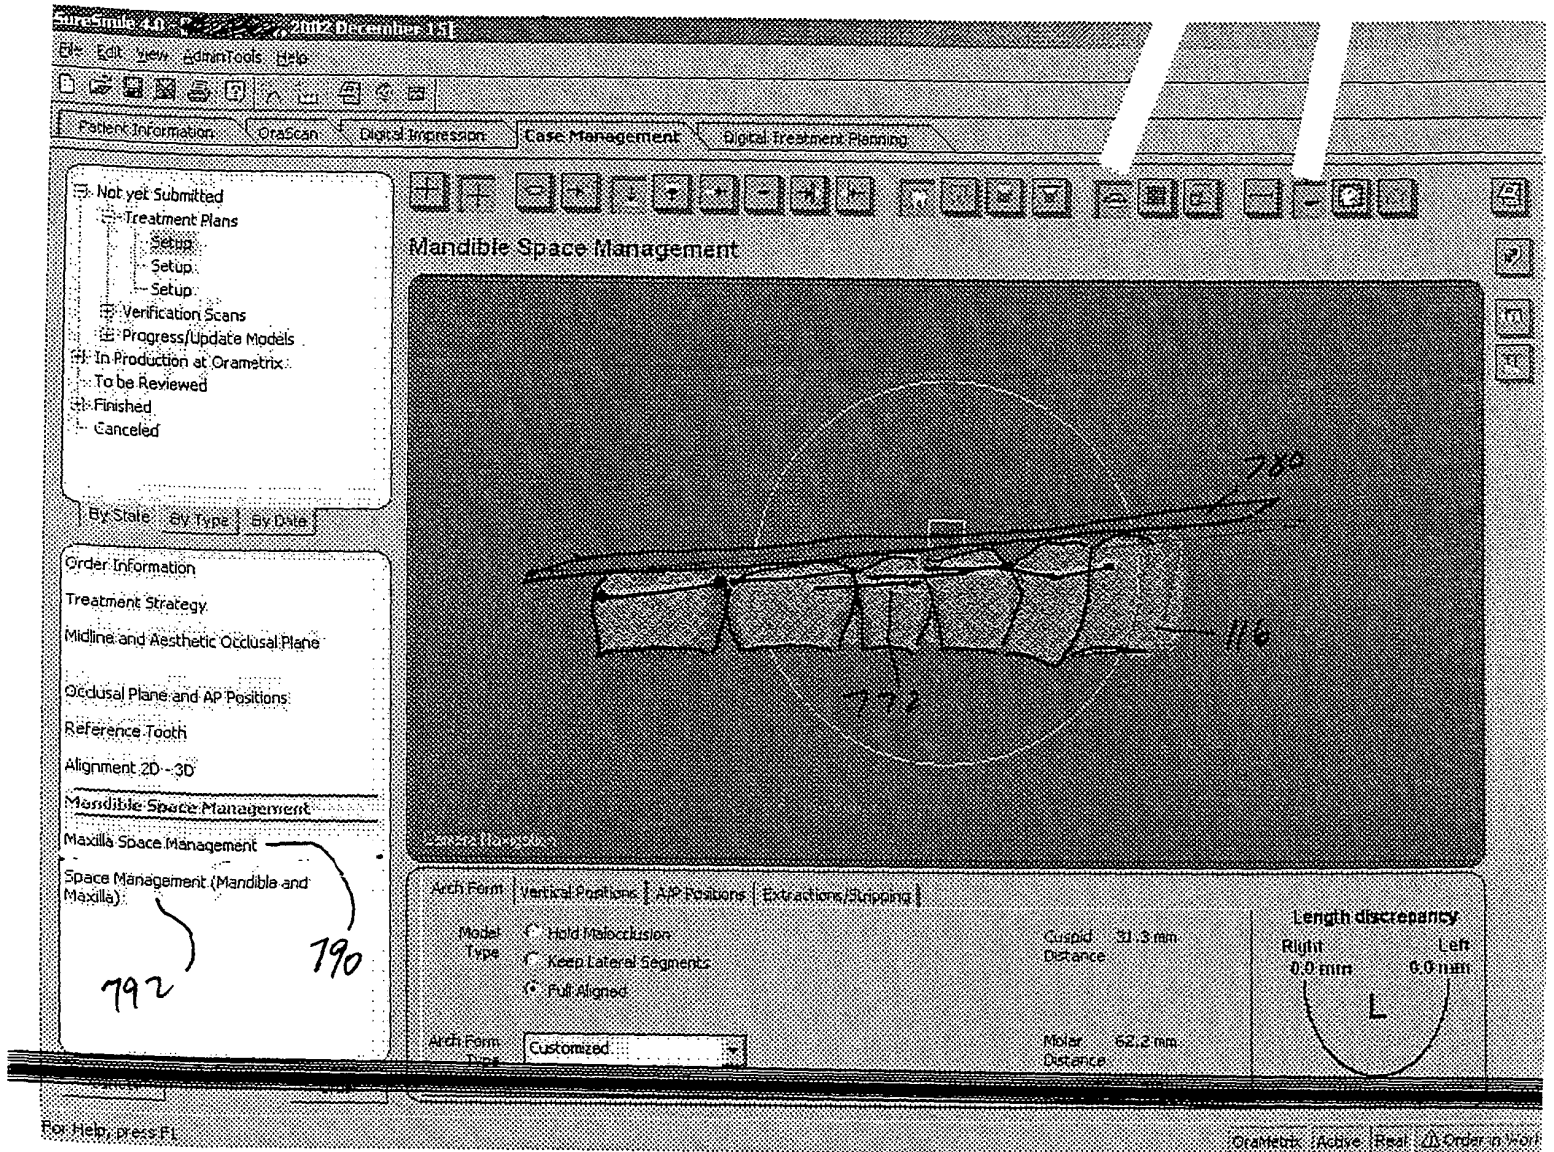 SureSmile 4.0 - 2002 December 15]
File Edit View AdminTools Help
Patient Information OraScan Digital Impression Case Management Digital Treatment Planning
Not yet Submitted
Treatment Plans
Setup
Setup
Setup
Verification Scans
Progress/Update Models
In Production at Orametrix
To be Reviewed
Finished
Canceled
By State By Type By Date
Order Information
Treatment Strategy
Midline and Aesthetic Occlusal Plane
Occlusal Plane and AP Positions
Reference Tooth
Alignment 2D - 3D
Mandible Space Management
Maxilla Space Management
Space Management (Mandible and
Maxilla)
790
792
Mandible Space Management
780
116
772
Arch Form Vertical Positions A/P Positions Extractions/Stripping
Model
Type
Hold Malocclusion
Keep Lateral Segments
Full Aligned
Arch Form
Type
Customized
Cuspid
Distance
31.3 mm
Molar
Distance
62.2 mm
Length discrepancy
Right Left
0.0 mm 0.0 mm
L
For Help, press F1
OraMetrix Active Real Order in Work